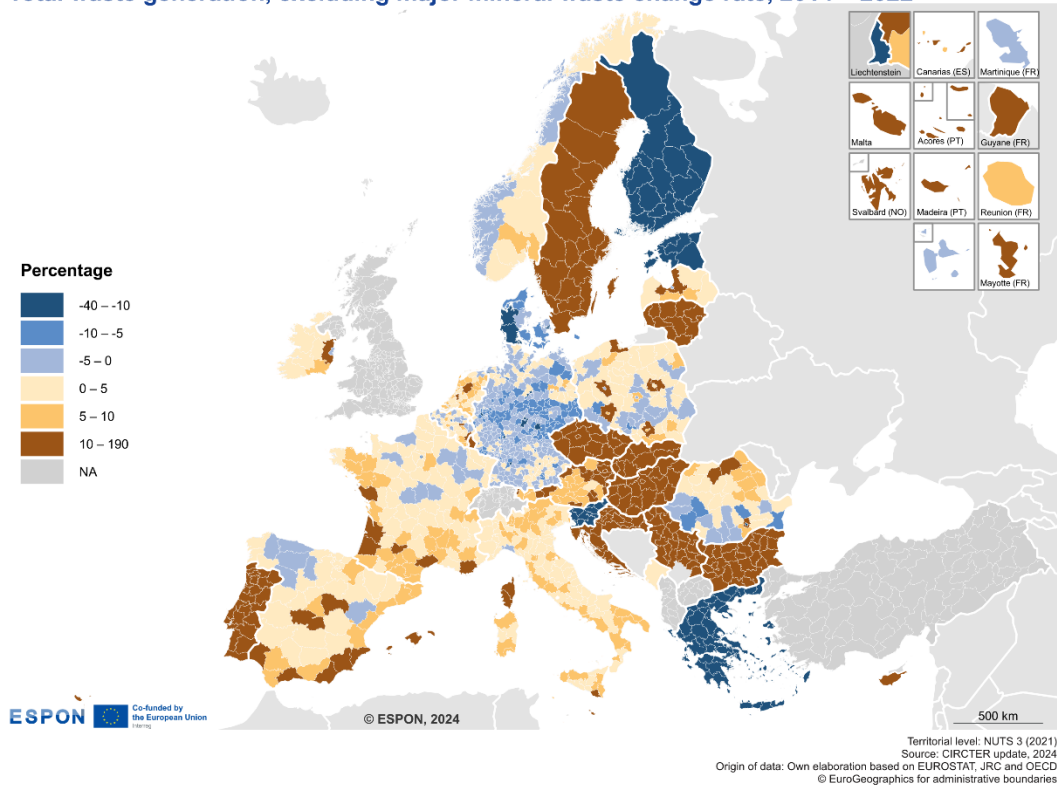 Liechtenstein
Canarias (ES)
Martinique (FR)
Malta
Acores (PT)
Guyane (FR)
Svalbard (NO)
Madeira (PT)
Reunion (FR)
Mayotte (FR)
Percentage
-40 – -10
-10 – -5
-5 – 0
0 – 5
5 – 10
10 – 190
NA
ESPON
Co-funded by
the European Union
Interreg
© ESPON, 2024
500 km
Territorial level: NUTS 3 (2021)
Source: CIRCTER update, 2024
Origin of data: Own elaboration based on EUROSTAT, JRC and OECD
© EuroGeographics for administrative boundaries